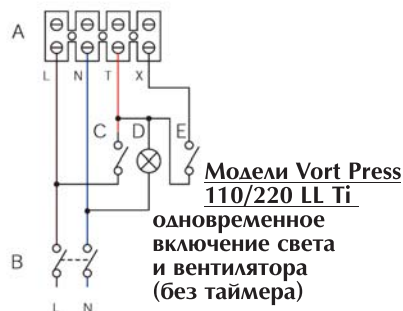 A
L N T X
C D E
Модели Vort Press
110/220 LL Ti
одновременное
включение света
и вентилятора
(без таймера)
B
L N